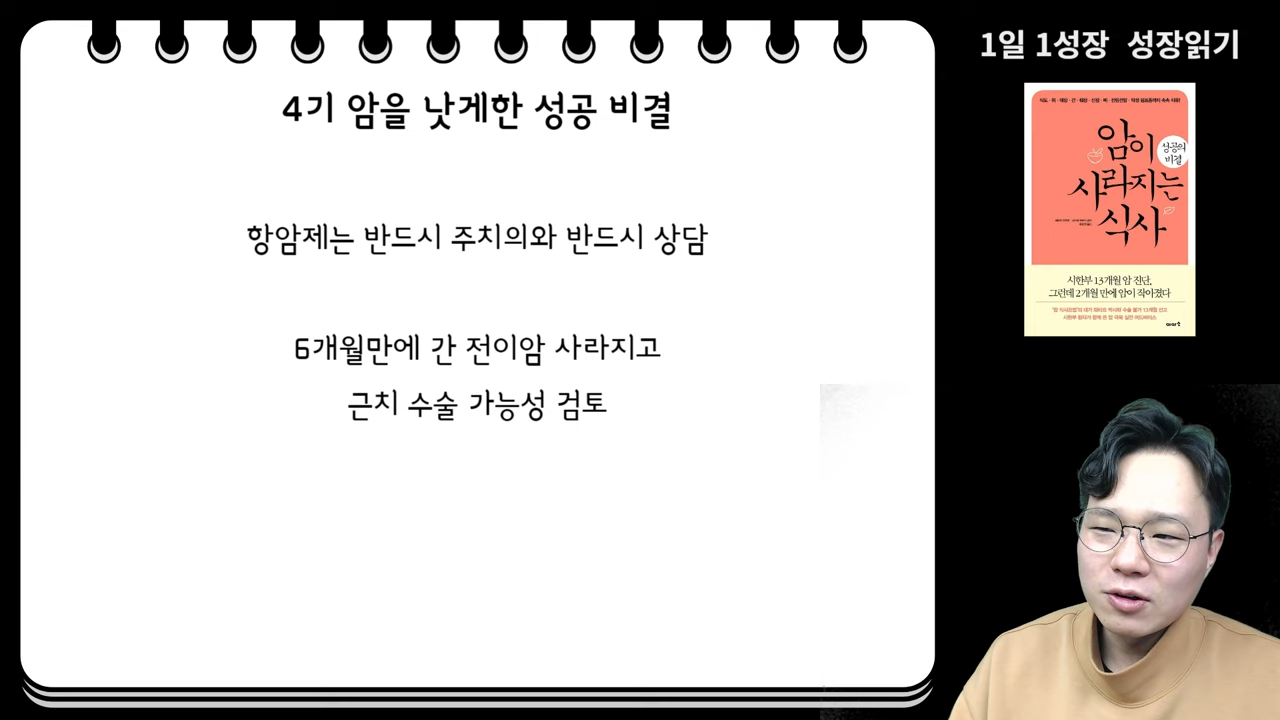 4기 암을 낫게한 성공 비결
항암제는 반드시 주치의와 반드시 상담
6개월만에 간 전이암 사라지고
근치 수술 가능성 검토
1일 1성장 성장읽기
암이
사라지는
식사
성공의
비결
시한부 13개월 암 진단,
그런데 2개월 만에 암이 작아졌다